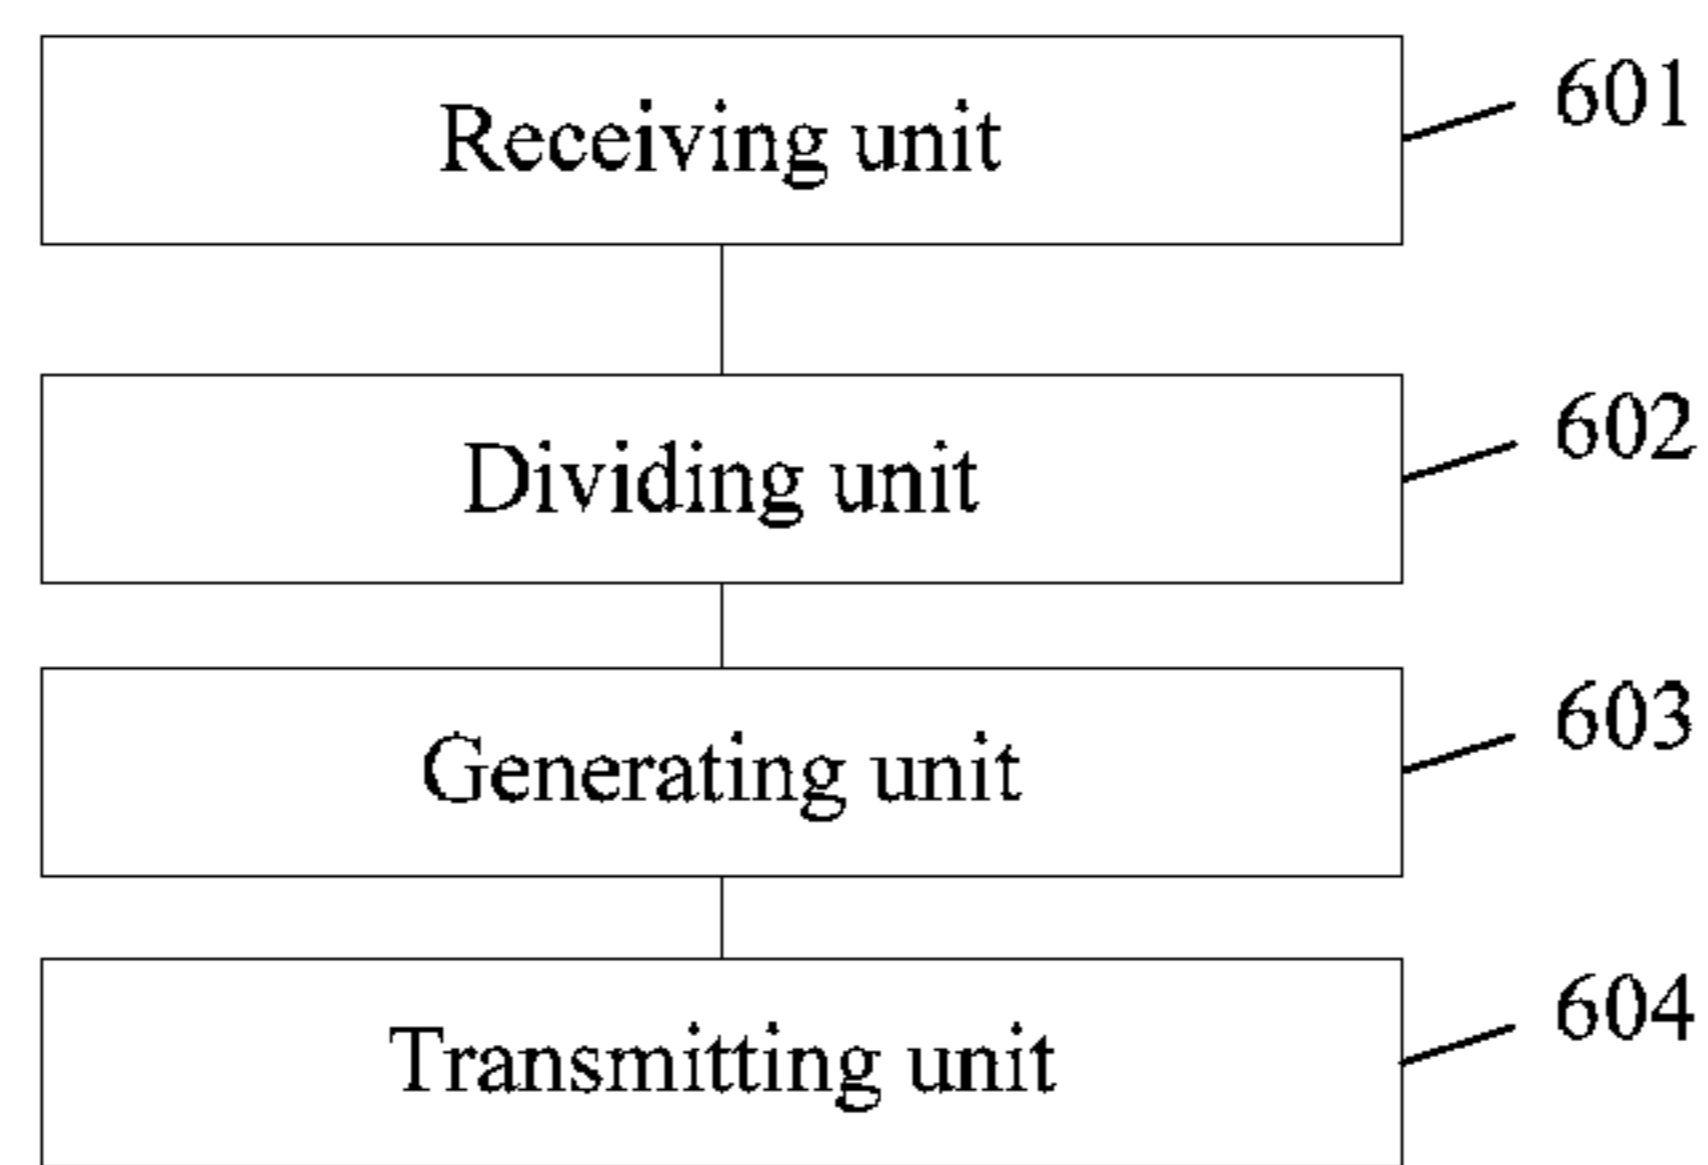 Receiving unit 601
Dividing unit 602
Generating unit 603
Transmitting unit 604